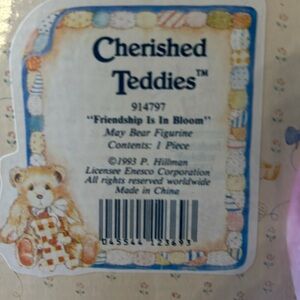 Cherished
Teddies™
914797
"Friendship Is In Bloom"
May Bear Figurine
Contents: 1 Piece
©1993 P. Hillman
Licensee Enesco Corporation
All rights reserved worldwide
Made in China
045544 123693